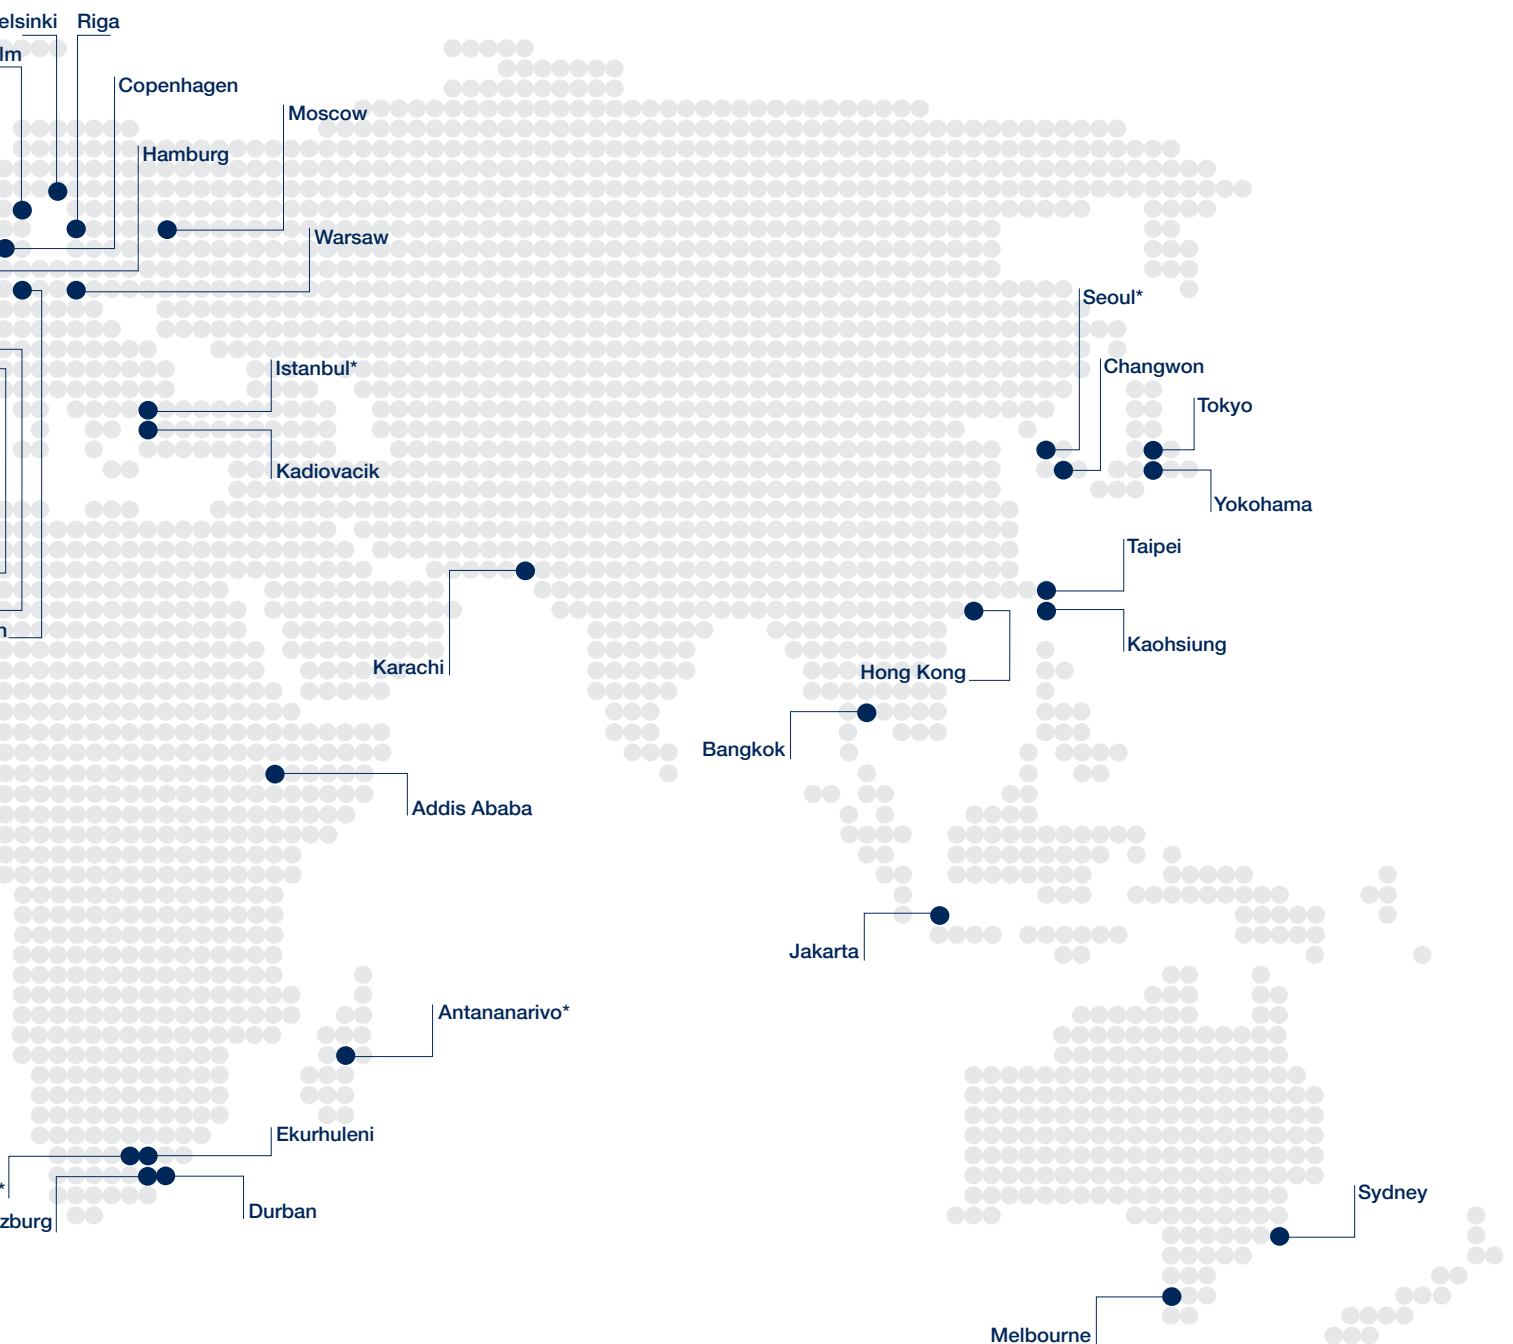 elsinki
Riga
lm
Copenhagen
Moscow
Hamburg
Warsaw
Seoul*
Istanbul*
Changwon
Tokyo
Kadiovacik
Yokohama
Taipei
n
Kaohsiung
Karachi
Hong Kong
Bangkok
Addis Ababa
Jakarta
Antananarivo*
Ekurhuleni
*
Sydney
Durban
zburg
Melbourne